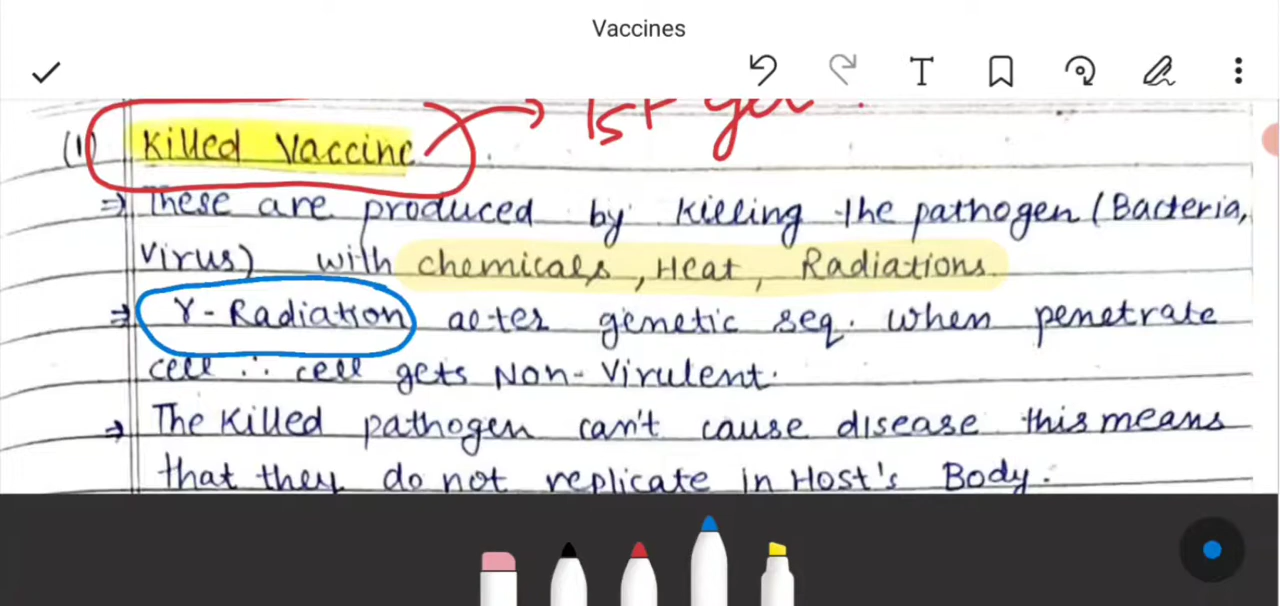 Vaccines
T
1st
(1) Killed Vaccine
⇒ These are produced by Killing the pathogen (Bacteria,
Virus) with chemicals, Heat, Radiations
⇒ γ-Radiation alter genetic seq. when penetrate
cell ∴ cell gets Non-Virulent.
→ The Killed pathogen can't cause disease this means
that they do not replicate in Host's Body.